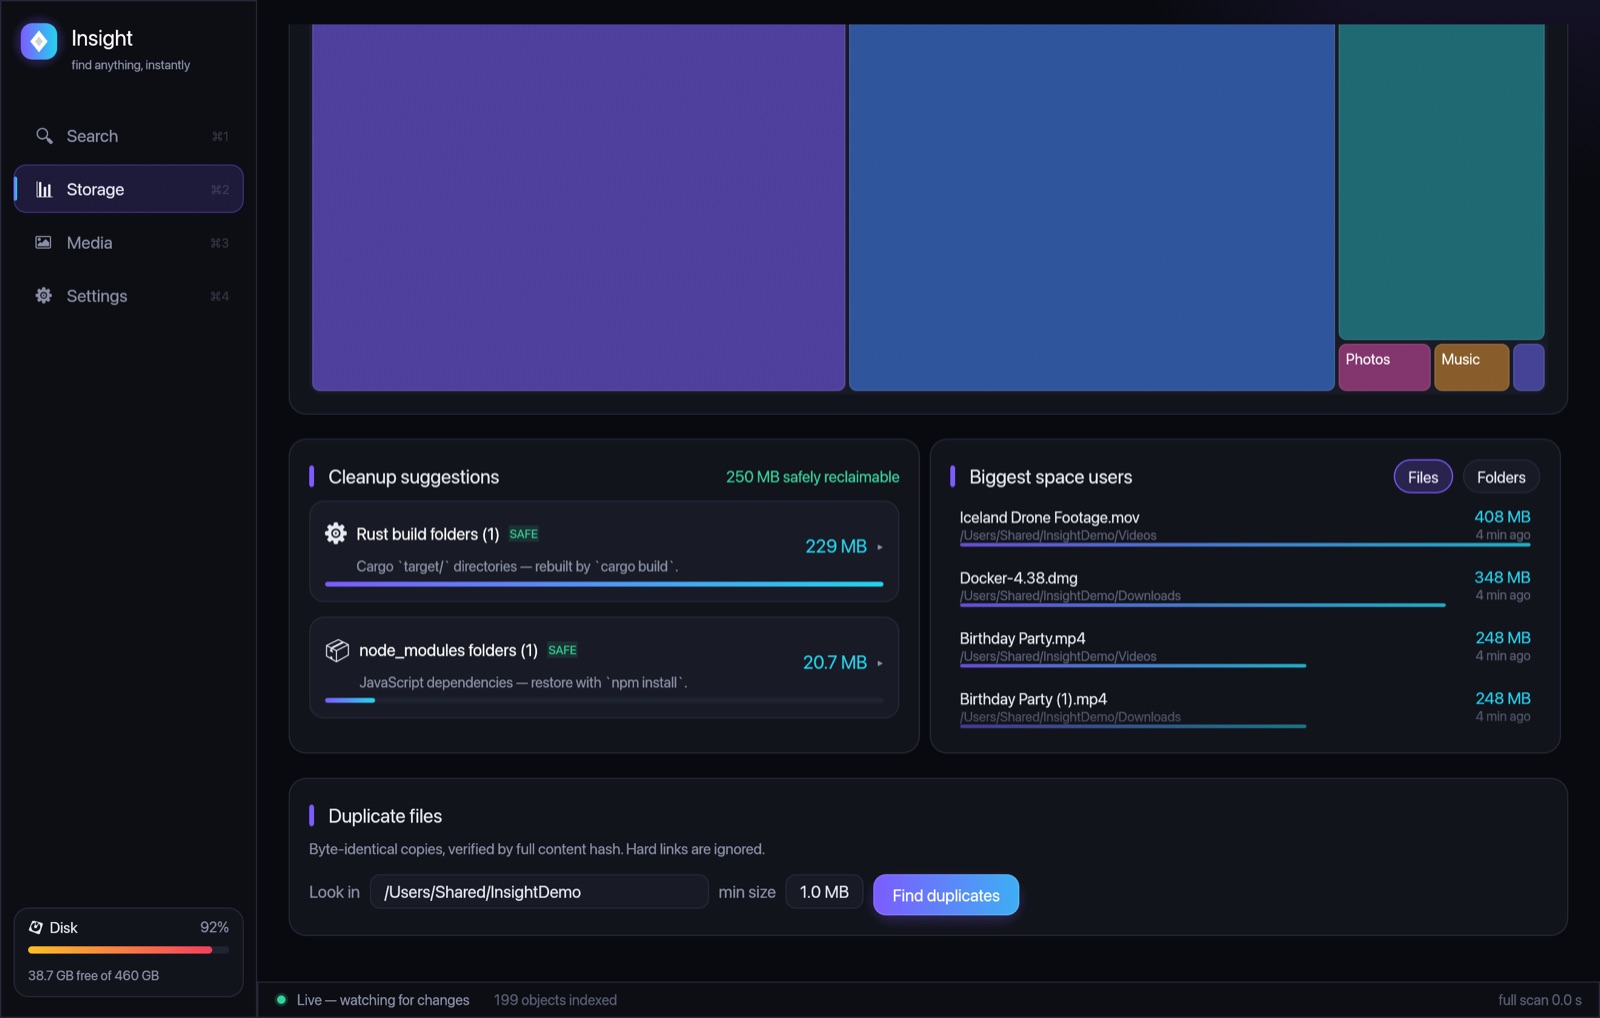 Insight
find anything, instantly
Search ⌘1
Storage ⌘2
Media ⌘3
Settings ⌘4
Disk 92%
38.7 GB free of 460 GB
Photos
Music
Cleanup suggestions 250 MB safely reclaimable
Rust build folders (1) SAFE
229 MB
Cargo `target/` directories — rebuilt by `cargo build`.
node_modules folders (1) SAFE
20.7 MB
JavaScript dependencies — restore with `npm install`.
Biggest space users Files Folders
Iceland Drone Footage.mov 408 MB
/Users/Shared/InsightDemo/Videos 4 min ago
Docker-4.38.dmg 348 MB
/Users/Shared/InsightDemo/Downloads 4 min ago
Birthday Party.mp4 248 MB
/Users/Shared/InsightDemo/Videos 4 min ago
Birthday Party (1).mp4 248 MB
/Users/Shared/InsightDemo/Downloads 4 min ago
Duplicate files
Byte-identical copies, verified by full content hash. Hard links are ignored.
Look in /Users/Shared/InsightDemo min size 1.0 MB Find duplicates
Live — watching for changes 199 objects indexed full scan 0.0 s